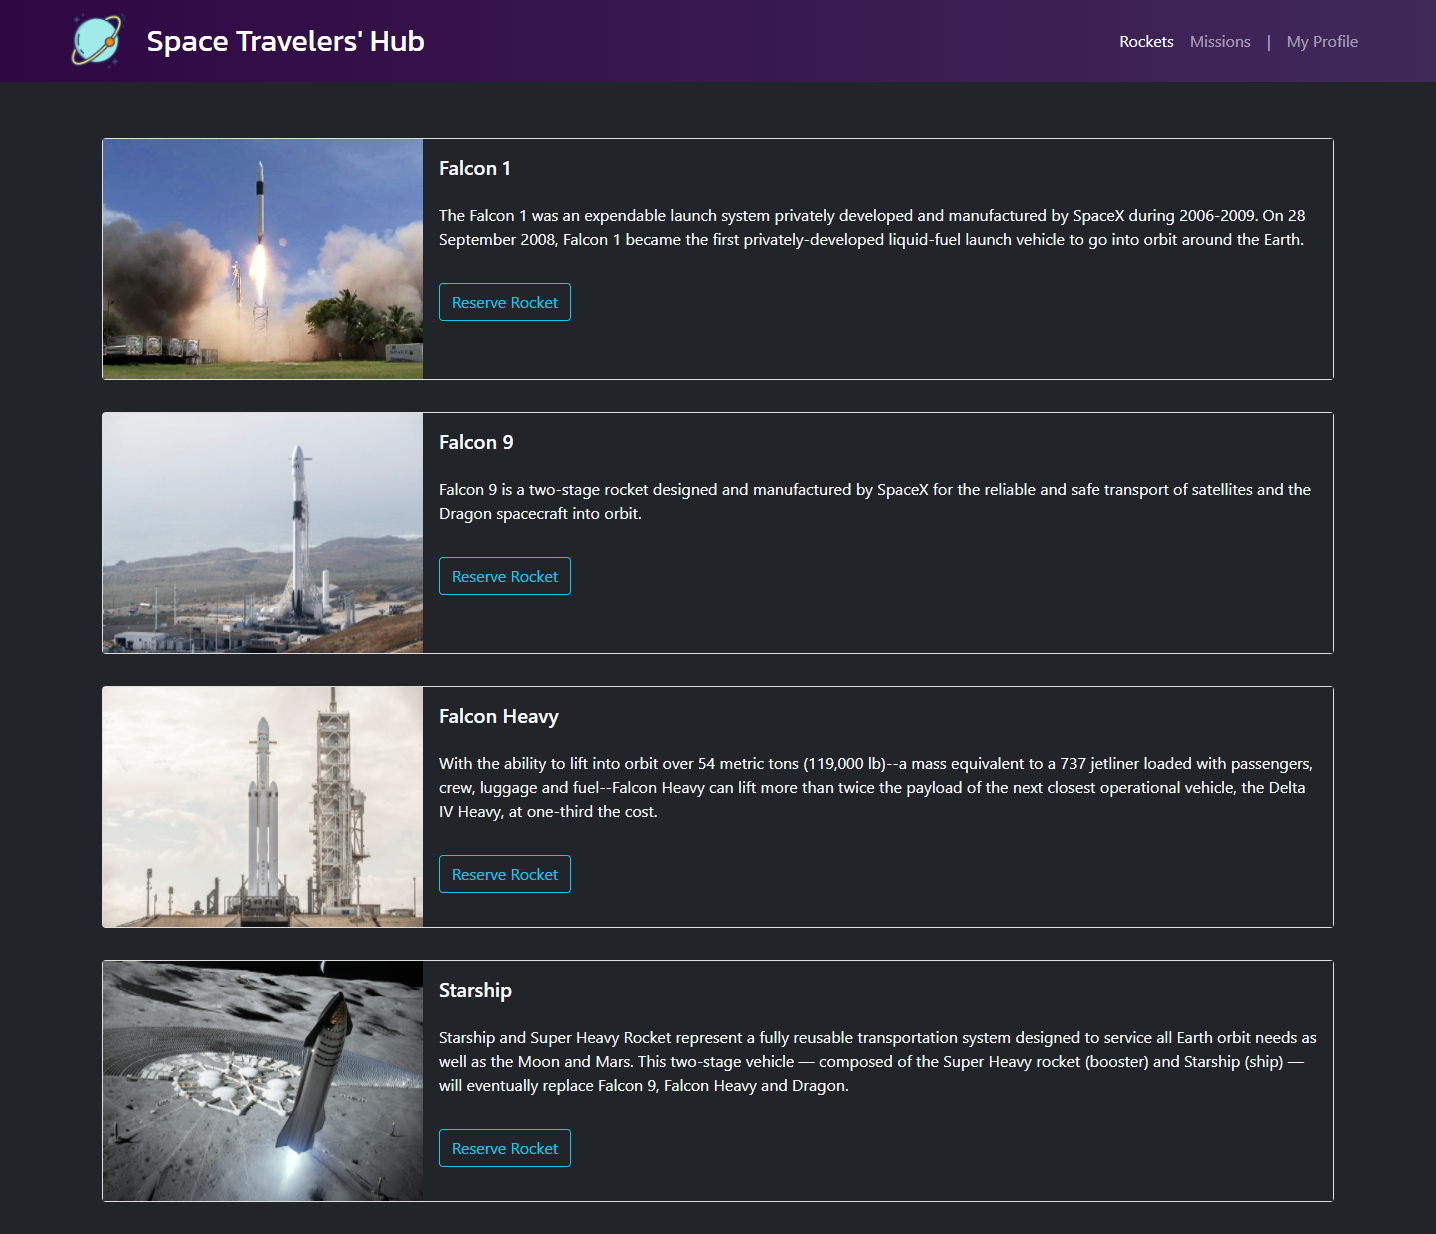 Space Travelers' Hub
Rockets Missions | My Profile
Falcon 1
The Falcon 1 was an expendable launch system privately developed and manufactured by SpaceX during 2006-2009. On 28
September 2008, Falcon 1 became the first privately-developed liquid-fuel launch vehicle to go into orbit around the Earth.
Reserve Rocket
Falcon 9
Falcon 9 is a two-stage rocket designed and manufactured by SpaceX for the reliable and safe transport of satellites and the
Dragon spacecraft into orbit.
Reserve Rocket
Falcon Heavy
With the ability to lift into orbit over 54 metric tons (119,000 lb)--a mass equivalent to a 737 jetliner loaded with passengers,
crew, luggage and fuel--Falcon Heavy can lift more than twice the payload of the next closest operational vehicle, the Delta
IV Heavy, at one-third the cost.
Reserve Rocket
Starship
Starship and Super Heavy Rocket represent a fully reusable transportation system designed to service all Earth orbit needs as
well as the Moon and Mars. This two-stage vehicle — composed of the Super Heavy rocket (booster) and Starship (ship) —
will eventually replace Falcon 9, Falcon Heavy and Dragon.
Reserve Rocket